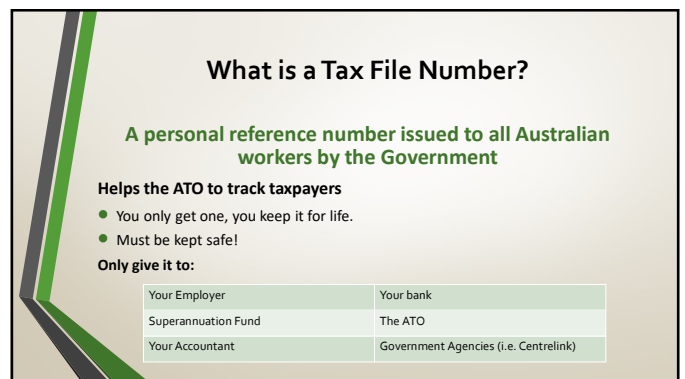 What is a Tax File Number?
A personal reference number issued to all Australian
workers by the Government
Helps the ATO to track taxpayers
You only get one, you keep it for life.
Must be kept safe!
Only give it to:
Your Employer Your bank
Superannuation Fund The ATO
Your Accountant Government Agencies (i.e. Centrelink)